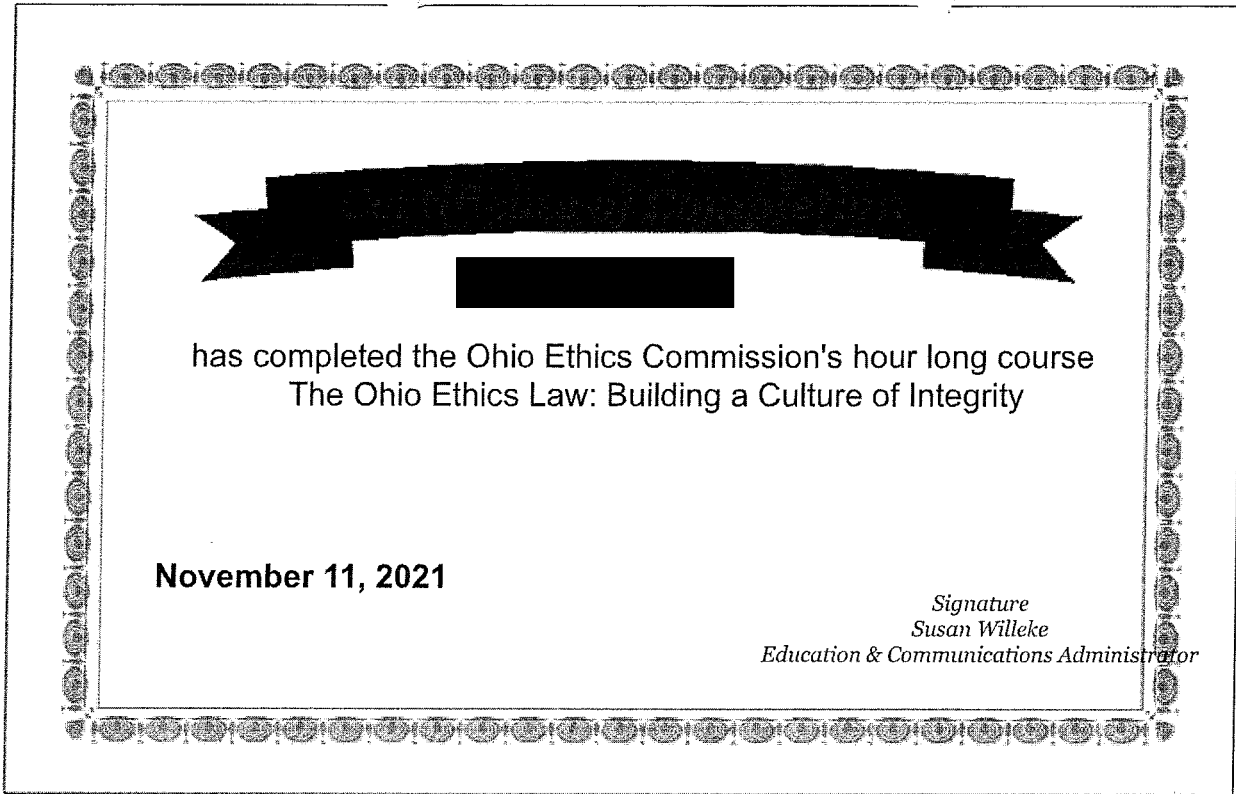 has completed the Ohio Ethics Commission's hour long course
The Ohio Ethics Law: Building a Culture of Integrity
November 11, 2021
Signature
Susan Willeke
Education & Communications Administrator